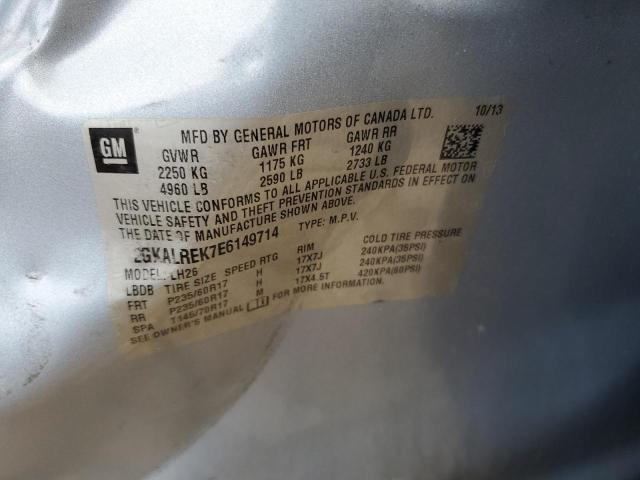 GM
MFD BY GENERAL MOTORS OF CANADA LTD. 10/13
GVWR GAWR FRT GAWR RR
2250 KG 1175 KG 1240 KG
4960 LB 2590 LB 2733 LB
THIS VEHICLE CONFORMS TO ALL APPLICABLE U.S. FEDERAL MOTOR
VEHICLE SAFETY AND THEFT PREVENTION STANDARDS IN EFFECT ON
THE DATE OF MANUFACTURE SHOWN ABOVE.
2GKALREK7E6149714 TYPE: M.P.V.
MODEL: LH26
LBDB TIRE SIZE SPEED RTG RIM COLD TIRE PRESSURE
FRT P235/60R17 H 17X7J 240KPA(35PSI)
RR P235/60R17 H 17X7J 240KPA(35PSI)
SPA T145/70R17 M 17X4.5T 420KPA(60PSI)
SEE OWNER'S MANUAL FOR MORE INFORMATION.